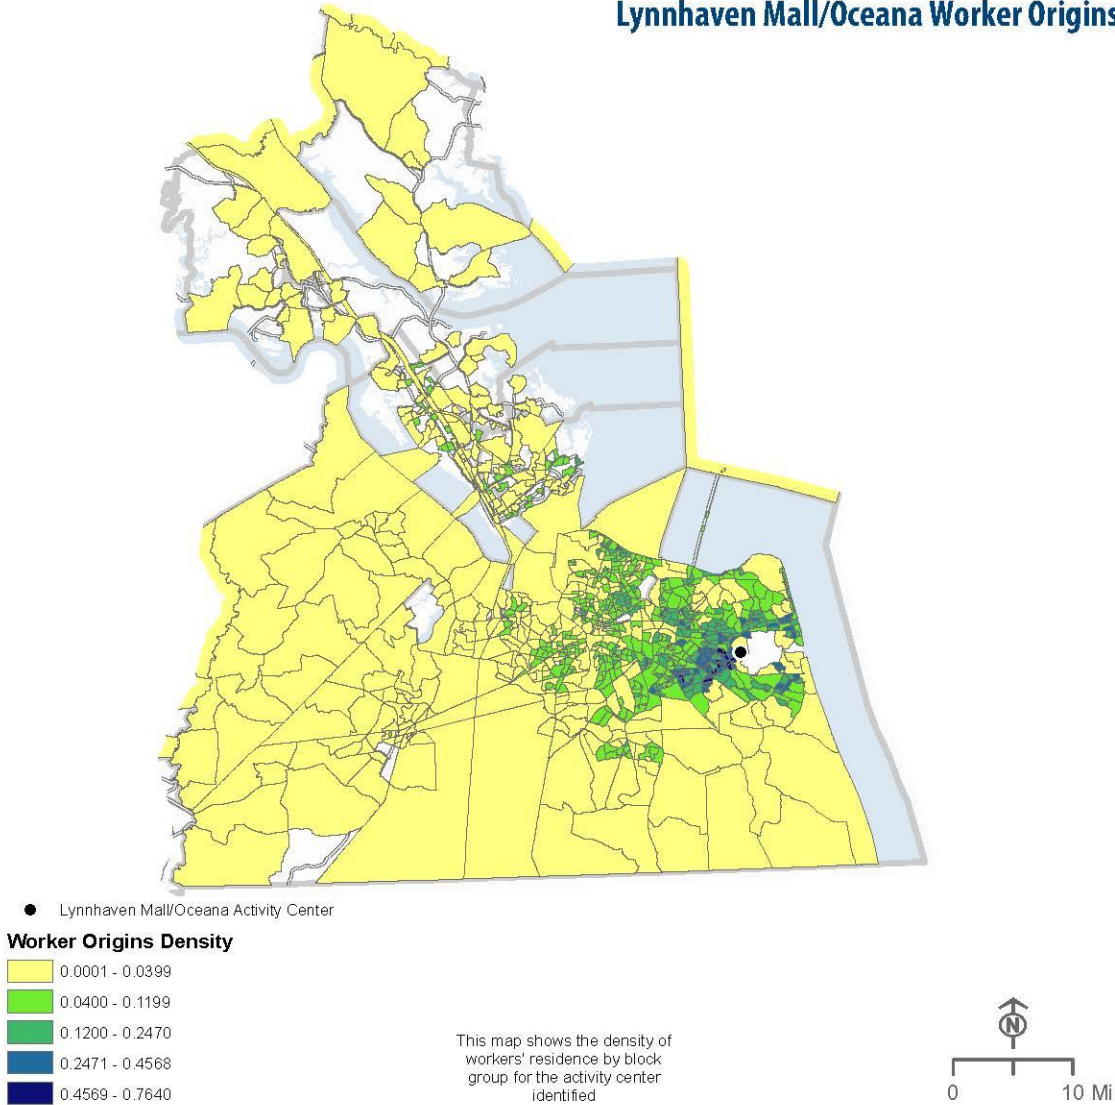 Lynnhaven Mall/Oceana Worker Origins
Lynnhaven Mall/Oceana Activity Center
Worker Origins Density
0.0001 - 0.0399
0.0400 - 0.1199
0.1200 - 0.2470
0.2471 - 0.4568
0.4569 - 0.7640
This map shows the density of
workers' residence by block
group for the activity center
identified
N
0 10 Mi